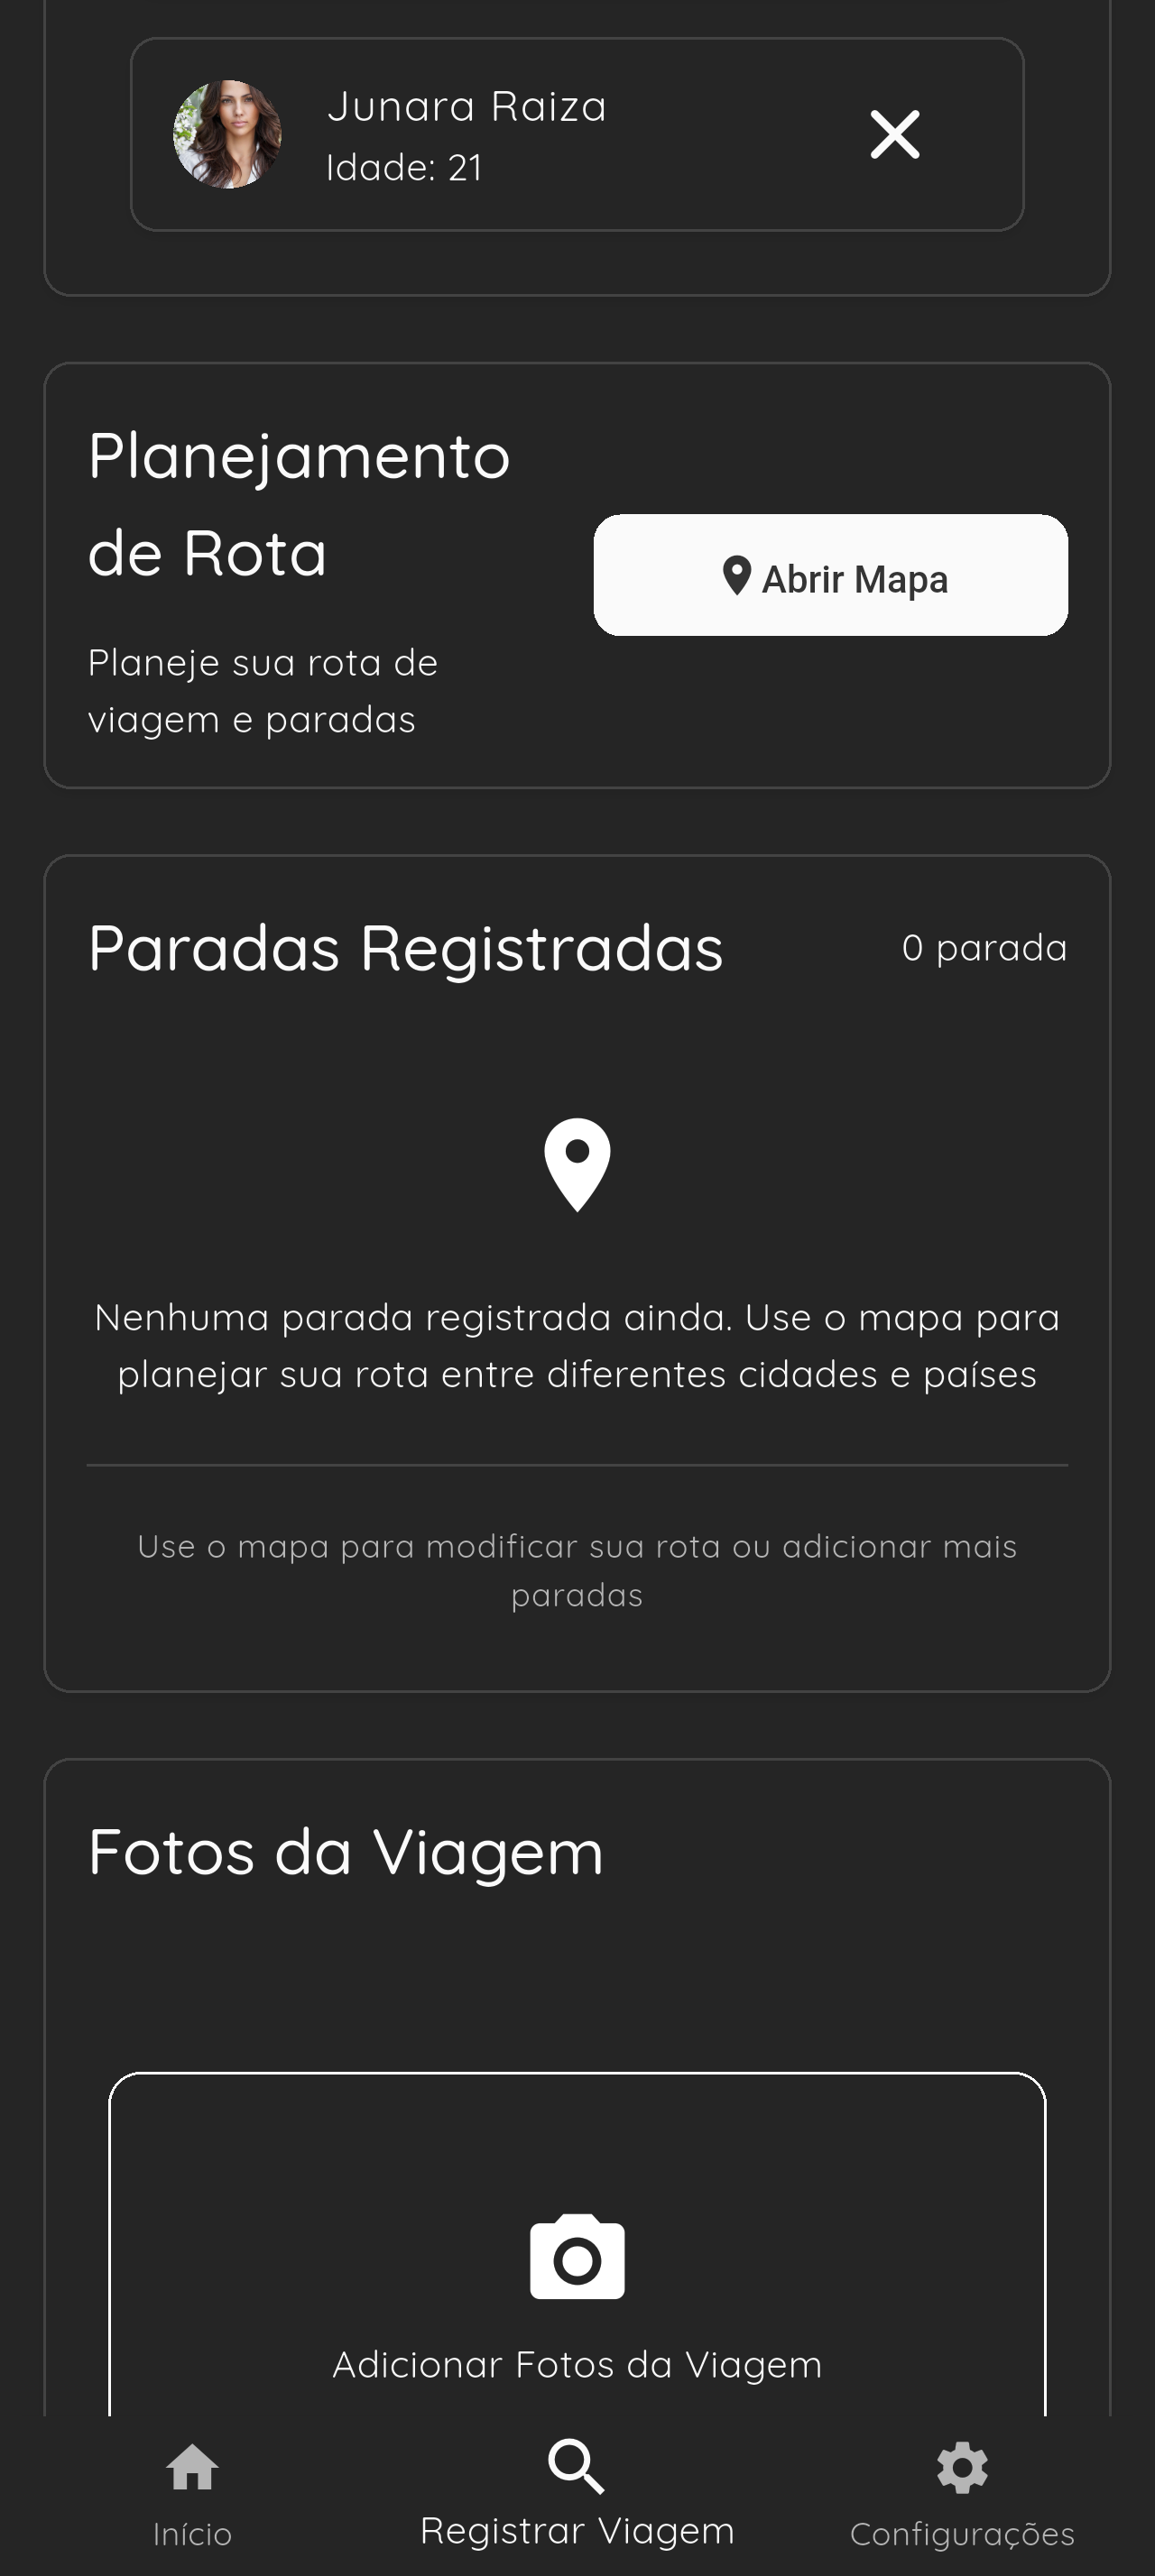 Junara Raiza
Idade: 21
Planejamento
de Rota
Planeje sua rota de
viagem e paradas
Abrir Mapa
Paradas Registradas
0 parada
Nenhuma parada registrada ainda. Use o mapa para
planejar sua rota entre diferentes cidades e países
Use o mapa para modificar sua rota ou adicionar mais
paradas
Fotos da Viagem
Adicionar Fotos da Viagem
Início
Registrar Viagem
Configurações